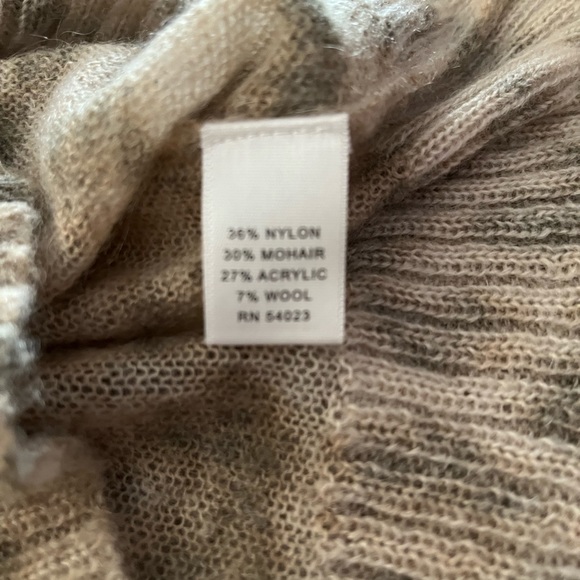 36% NYLON
30% MOHAIR
27% ACRYLIC
7% WOOL
RN 54023